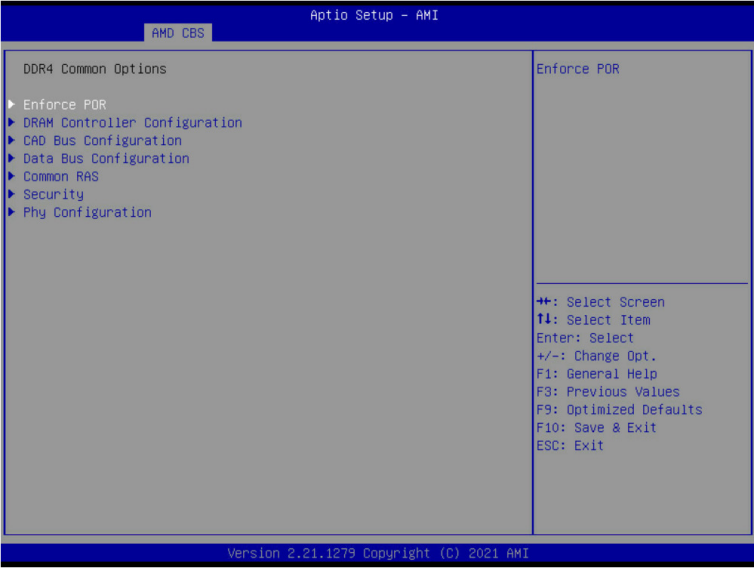 Aptio Setup – AMI
AMD CBS
DDR4 Common Options
Enforce POR
DRAM Controller Configuration
CAD Bus Configuration
Data Bus Configuration
Common RAS
Security
Phy Configuration
Enforce POR
→←: Select Screen
↑↓: Select Item
Enter: Select
+/-: Change Opt.
F1: General Help
F3: Previous Values
F9: Optimized Defaults
F10: Save & Exit
ESC: Exit
Version 2.21.1279 Copyright (C) 2021 AMI